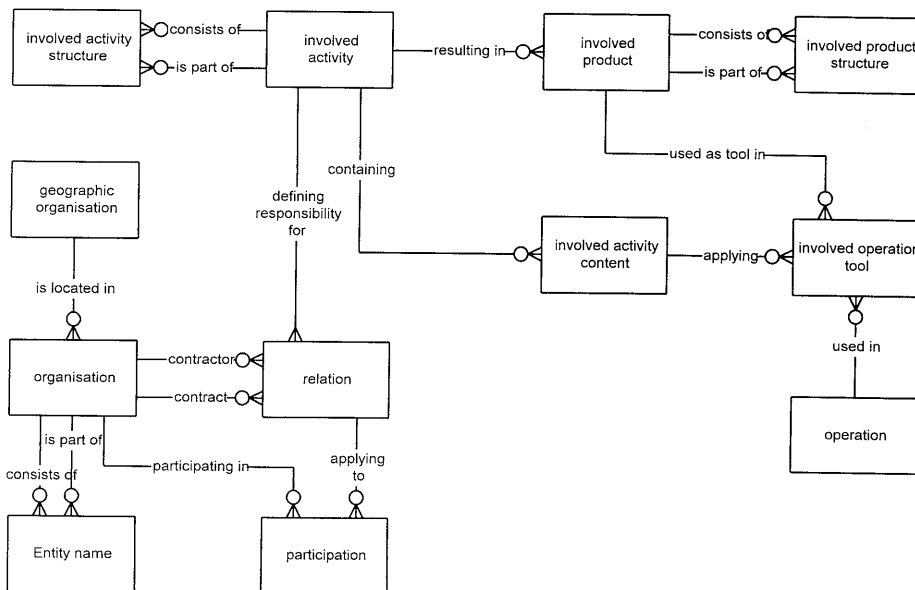 involved activity
structure
consists of
is part of
involved
activity
resulting in
involved
product
consists of
is part of
involved product
structure
geographic
organisation
containing
defining
responsibility
for
used as tool in
involved activity
content
applying
involved operation
tool
is located in
organisation
contractor
contract
relation
used in
operation
is part of
consists of
participating in
applying
to
Entity name
participation